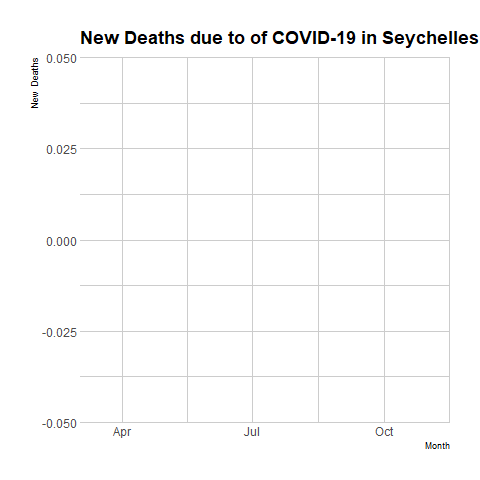 New Deaths due to of COVID-19 in Seychelles
New Deaths
0.050
0.025
0.000
-0.025
-0.050
Apr Jul Oct
Month